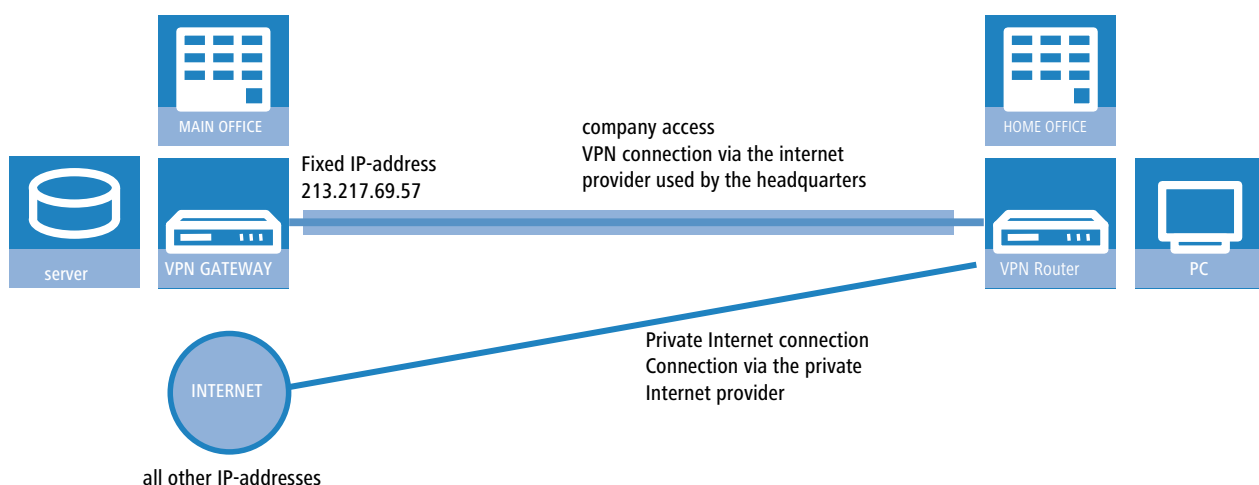 MAIN OFFICE
HOME OFFICE
company access
VPN connection via the internet
provider used by the headquarters
Fixed IP-address
213.217.69.57
server
VPN GATEWAY
VPN Router
PC
Private Internet connection
Connection via the private
Internet provider
INTERNET
all other IP-addresses